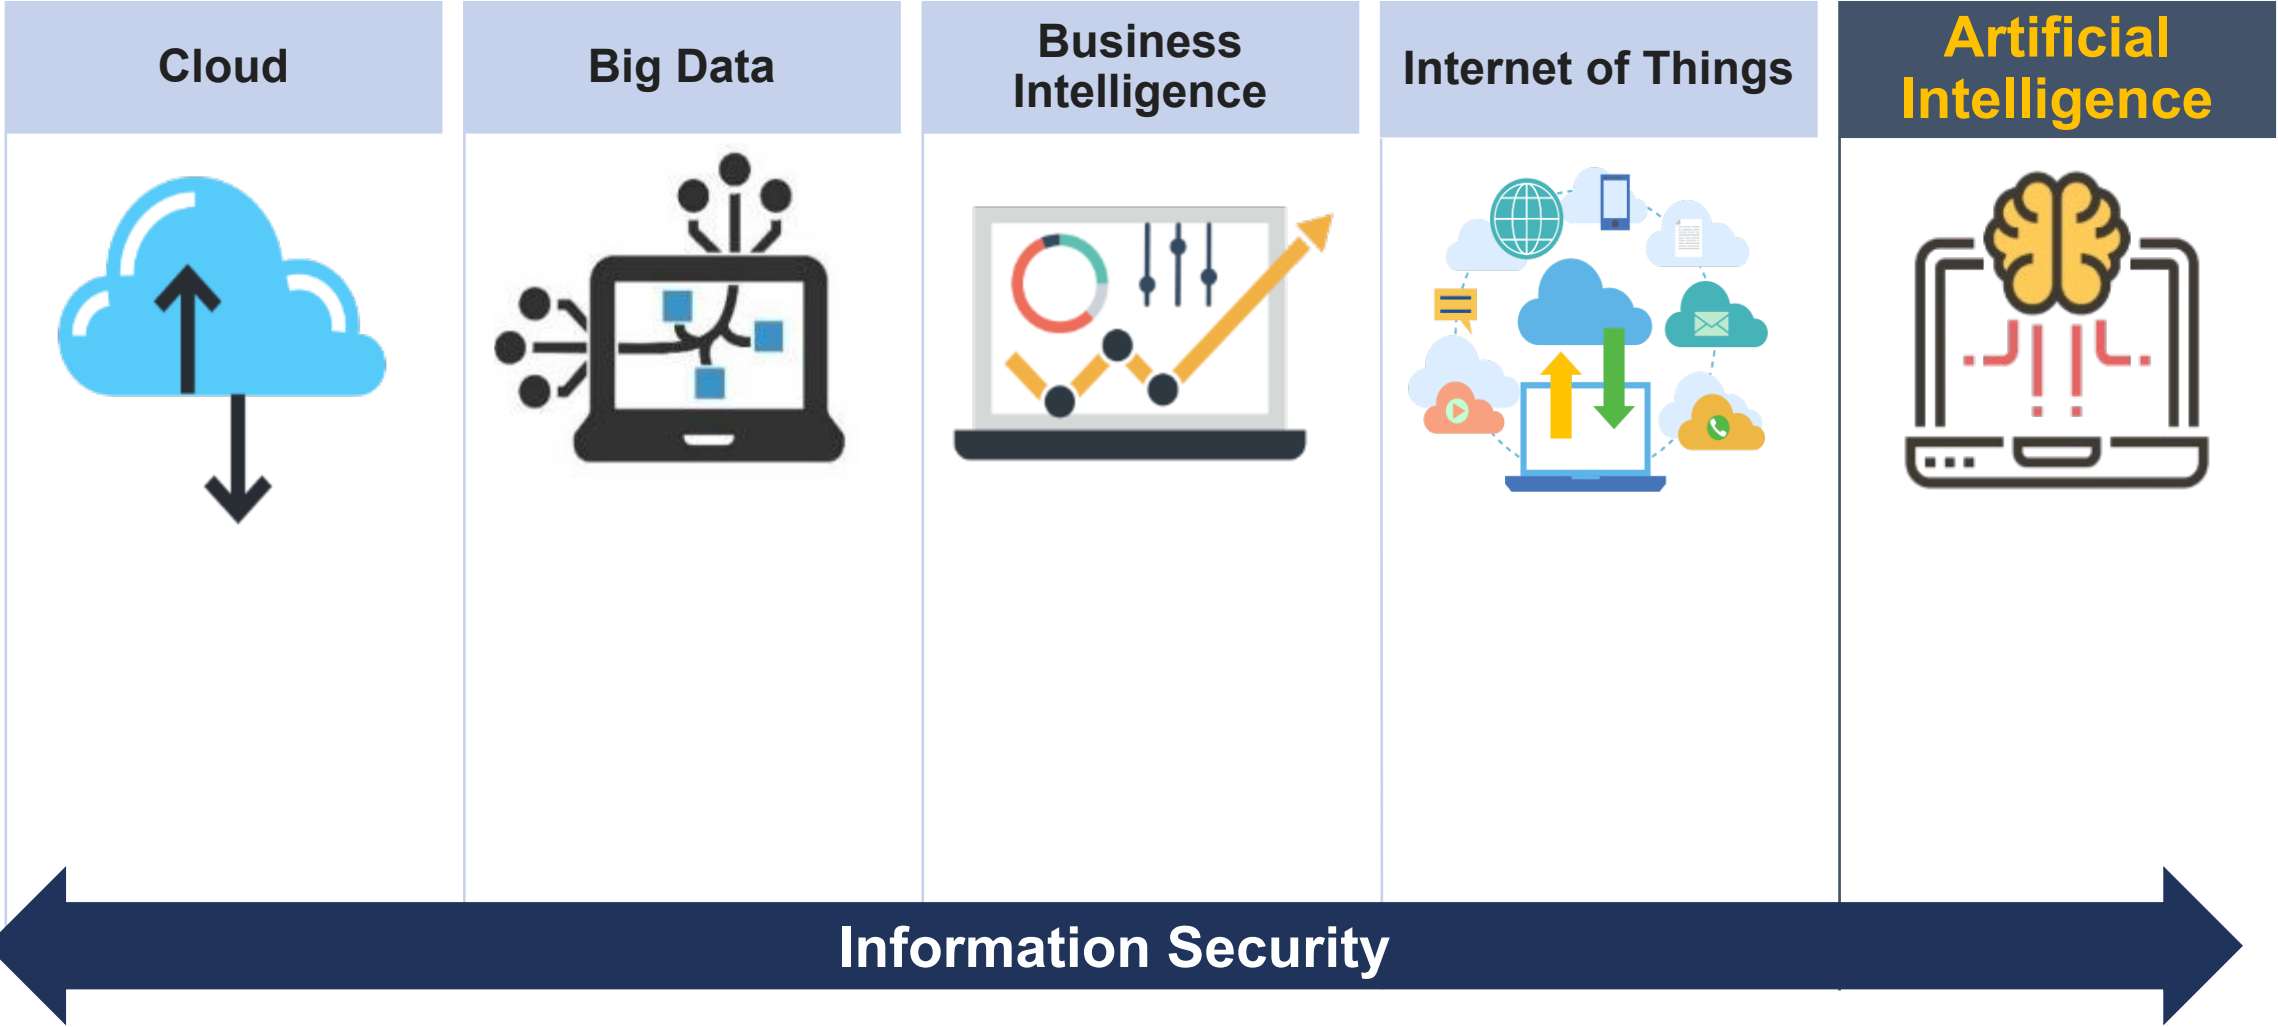 Cloud
Big Data
Business
Intelligence
Internet of Things
Artificial
Intelligence
Information Security